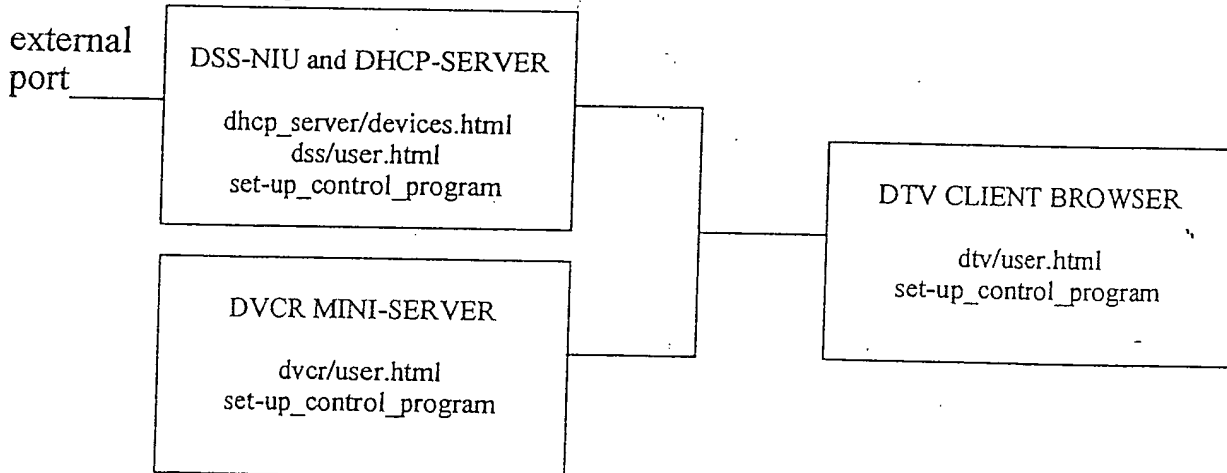 external
port
DSS-NIU and DHCP-SERVER
dhcp_server/devices.html
dss/user.html
set-up_control_program
DVCR MINI-SERVER
dvcr/user.html
set-up_control_program
DTV CLIENT BROWSER
dtv/user.html
set-up_control_program